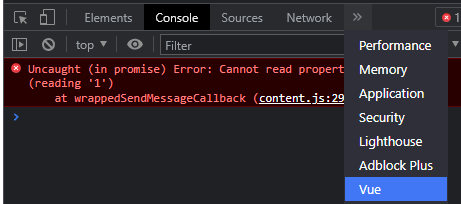 Elements Console Sources Network » 1
top ▼ Filter
Uncaught (in promise) Error: Cannot read
(reading '1')
at wrappedSendMessageCallback (content.js:29
Performance
Memory
Application
Security
Lighthouse
Adblock Plus
Vue